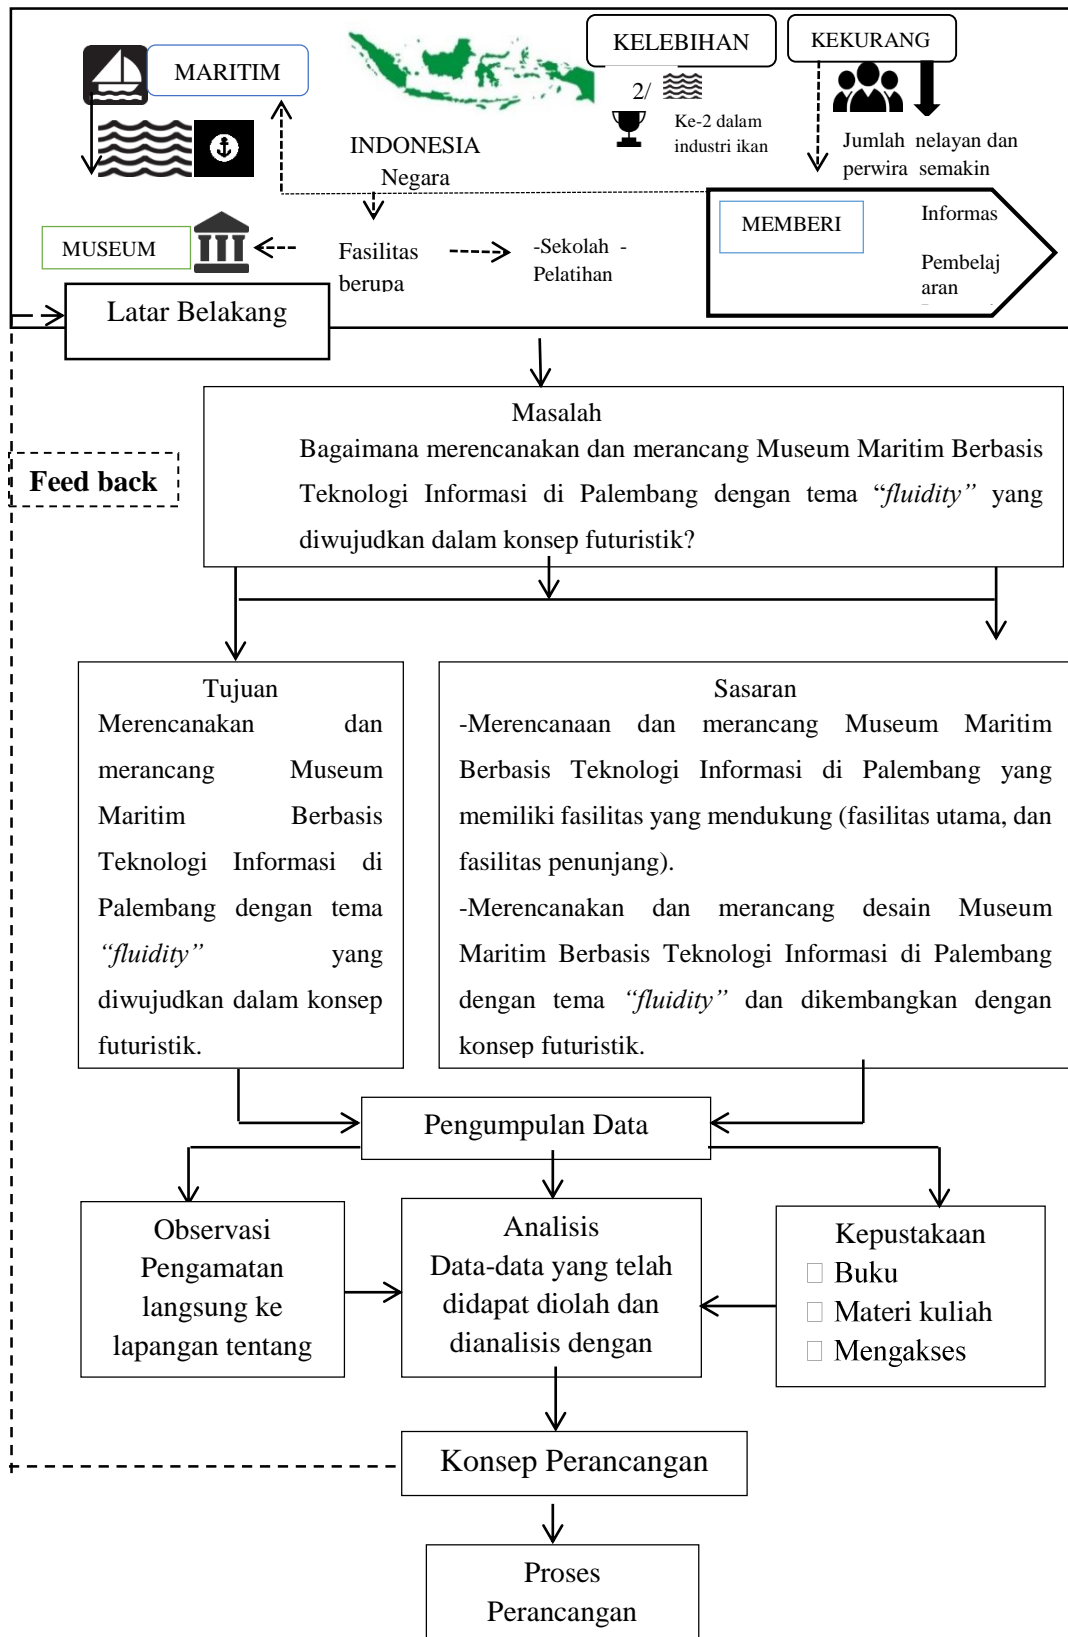 MARITIM
KELEBIHAN
KEKURANG
2/
Ke-2 dalam
industri ikan
Jumlah nelayan dan
perwira semakin
INDONESIA
Negara
MUSEUM
Fasilitas
berupa
-Sekolah -
Pelatihan
MEMBERI
Informas
Pembelaj
aran
Latar Belakang
Masalah
Bagaimana merencanakan dan merancang Museum Maritim Berbasis
Teknologi Informasi di Palembang dengan tema “fluidity” yang
diwujudkan dalam konsep futuristik?
Feed back
Tujuan
Merencanakan dan
merancang Museum
Maritim Berbasis
Teknologi Informasi di
Palembang dengan tema
“fluidity” yang
diwujudkan dalam konsep
futuristik.
Sasaran
-Merencanaan dan merancang Museum Maritim
Berbasis Teknologi Informasi di Palembang yang
memiliki fasilitas yang mendukung (fasilitas utama, dan
fasilitas penunjang).
-Merencanakan dan merancang desain Museum
Maritim Berbasis Teknologi Informasi di Palembang
dengan tema “fluidity” dan dikembangkan dengan
konsep futuristik.
Pengumpulan Data
Observasi
Pengamatan
langsung ke
lapangan tentang
Analisis
Data-data yang telah
didapat diolah dan
dianalisis dengan
Kepustakaan
Buku
Materi kuliah
Mengakses
Konsep Perancangan
Proses
Perancangan